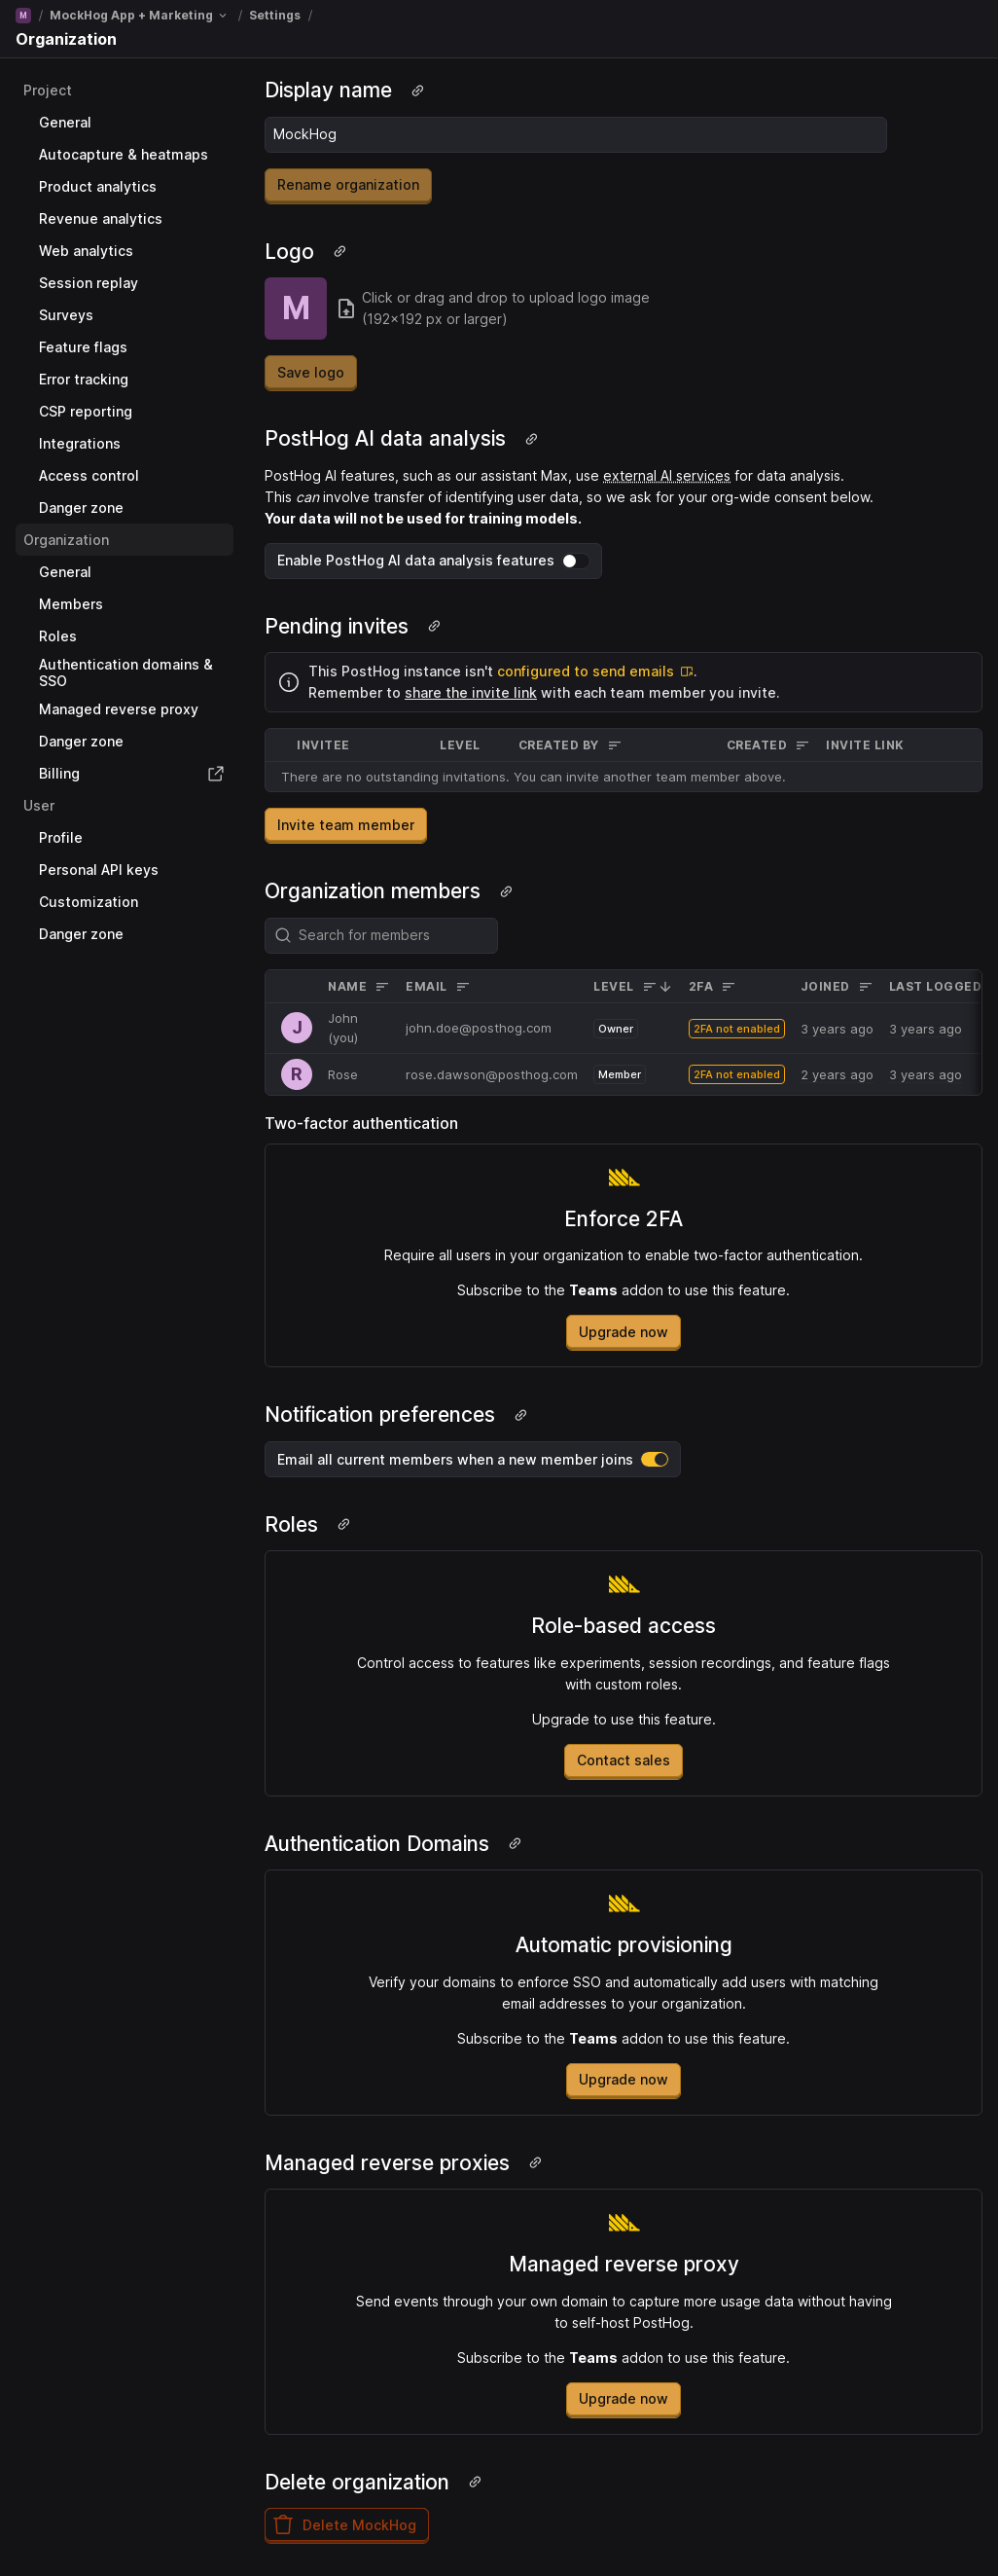 M / MockHog App + Marketing / Settings /
Organization
Project
General
Autocapture & heatmaps
Product analytics
Revenue analytics
Web analytics
Session replay
Surveys
Feature flags
Error tracking
CSP reporting
Integrations
Access control
Danger zone
Organization
General
Members
Roles
Authentication domains &
SSO
Managed reverse proxy
Danger zone
Billing
User
Profile
Personal API keys
Customization
Danger zone
Display name
MockHog
Rename organization
Logo
M
Click or drag and drop to upload logo image
(192×192 px or larger)
Save logo
PostHog AI data analysis
PostHog AI features, such as our assistant Max, use external AI services for data analysis.
This can involve transfer of identifying user data, so we ask for your org-wide consent below.
Your data will not be used for training models.
Enable PostHog AI data analysis features
Pending invites
This PostHog instance isn't configured to send emails.
Remember to share the invite link with each team member you invite.
INVITEE LEVEL CREATED BY CREATED INVITE LINK
There are no outstanding invitations. You can invite another team member above.
Invite team member
Organization members
Search for members
NAME EMAIL LEVEL 2FA JOINED LAST LOGGED
J John john.doe@posthog.com Owner 2FA not enabled 3 years ago 3 years ago
(you)
R Rose rose.dawson@posthog.com Member 2FA not enabled 2 years ago 3 years ago
Two-factor authentication
Enforce 2FA
Require all users in your organization to enable two-factor authentication.
Subscribe to the Teams addon to use this feature.
Upgrade now
Notification preferences
Email all current members when a new member joins
Roles
Role-based access
Control access to features like experiments, session recordings, and feature flags
with custom roles.
Upgrade to use this feature.
Contact sales
Authentication Domains
Automatic provisioning
Verify your domains to enforce SSO and automatically add users with matching
email addresses to your organization.
Subscribe to the Teams addon to use this feature.
Upgrade now
Managed reverse proxies
Managed reverse proxy
Send events through your own domain to capture more usage data without having
to self-host PostHog.
Subscribe to the Teams addon to use this feature.
Upgrade now
Delete organization
Delete MockHog